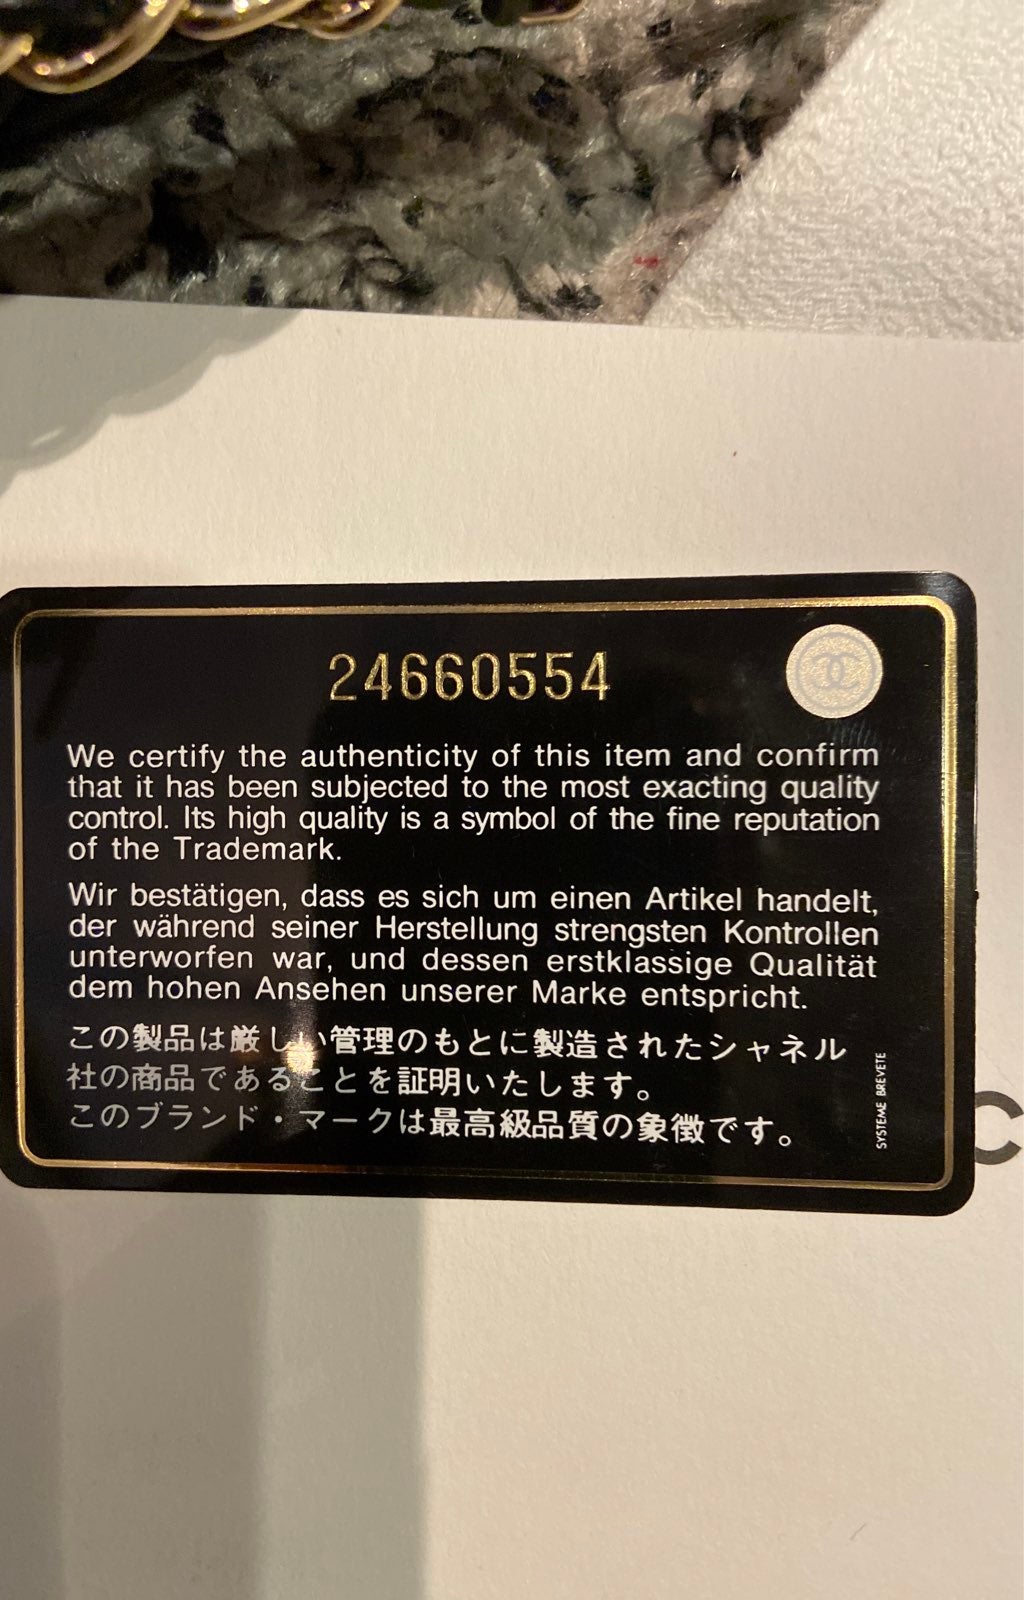 24660554
We certify the authenticity of this item and confirm
that it has been subjected to the most exacting quality
control. Its high quality is a symbol of the fine reputation
of the Trademark.
Wir bestätigen, dass es sich um einen Artikel handelt,
der während seiner Herstellung strengsten Kontrollen
unterworfen war, und dessen erstklassige Qualität
dem hohen Ansehen unserer Marke entspricht.
この製品は厳しい管理のもとに製造されたシャネル
社の商品であることを証明いたします。
このブランド・マークは最高級品質の象徴です。
SYSTEME BREVETE
C